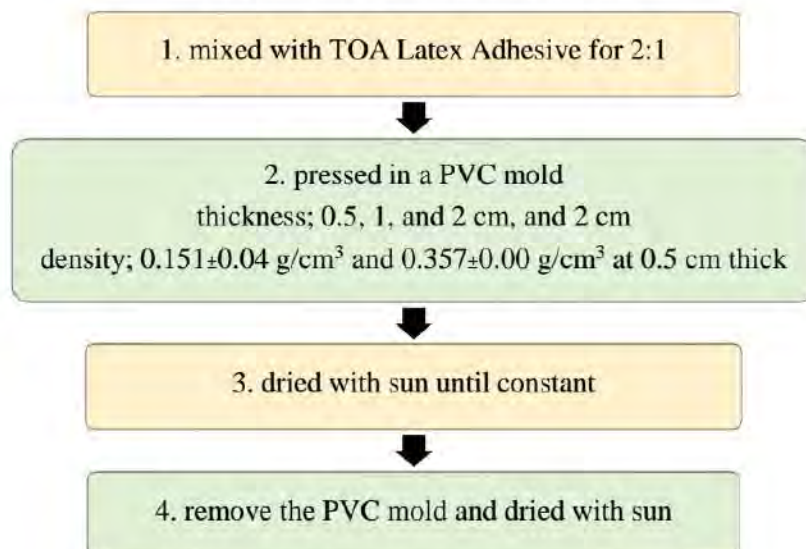 1. mixed with TOA Latex Adhesive for 2:1
2. pressed in a PVC mold
thickness; 0.5, 1, and 2 cm, and 2 cm
density; 0.151±0.04 g/cm³ and 0.357±0.00 g/cm³ at 0.5 cm thick
3. dried with sun until constant
4. remove the PVC mold and dried with sun